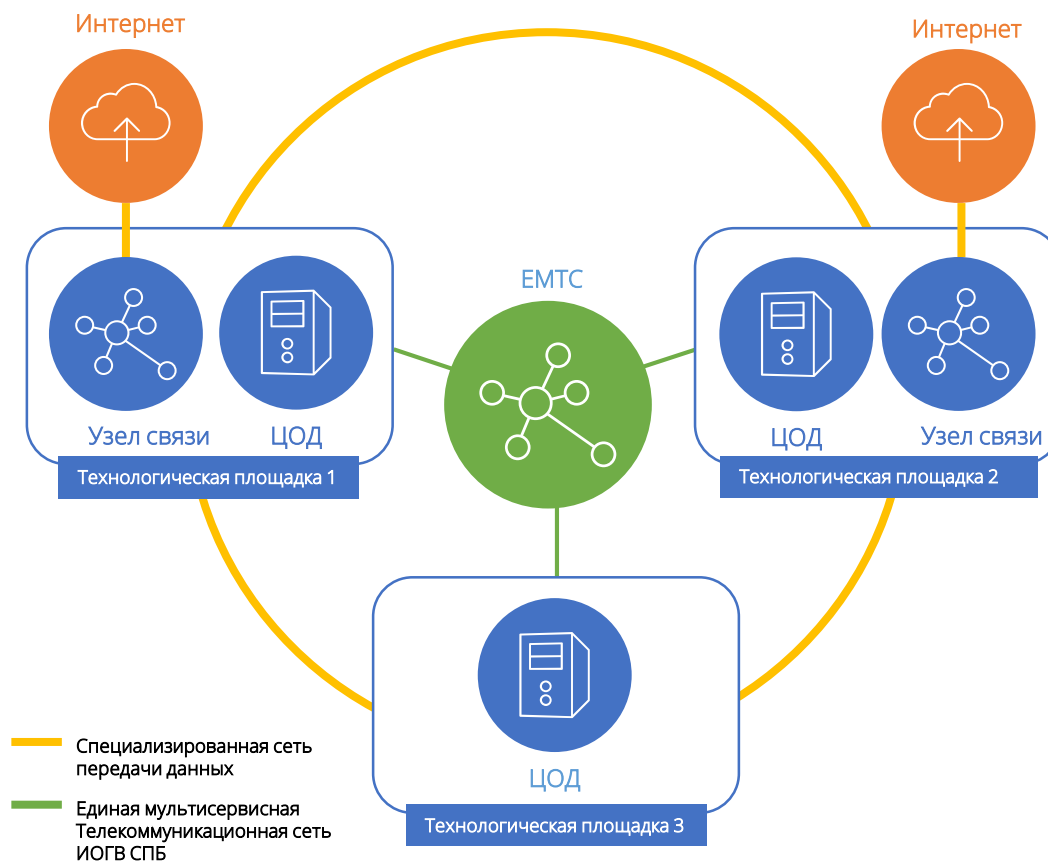 Интернет
Интернет
ЕМТС
Узел связи
ЦОД
ЦОД
Узел связи
Технологическая площадка 1
Технологическая площадка 2
ЦОД
Технологическая площадка 3
Специализированная сеть
передачи данных
Единая мультисервисная
Телекоммуникационная сеть
ИОГВ СПБ